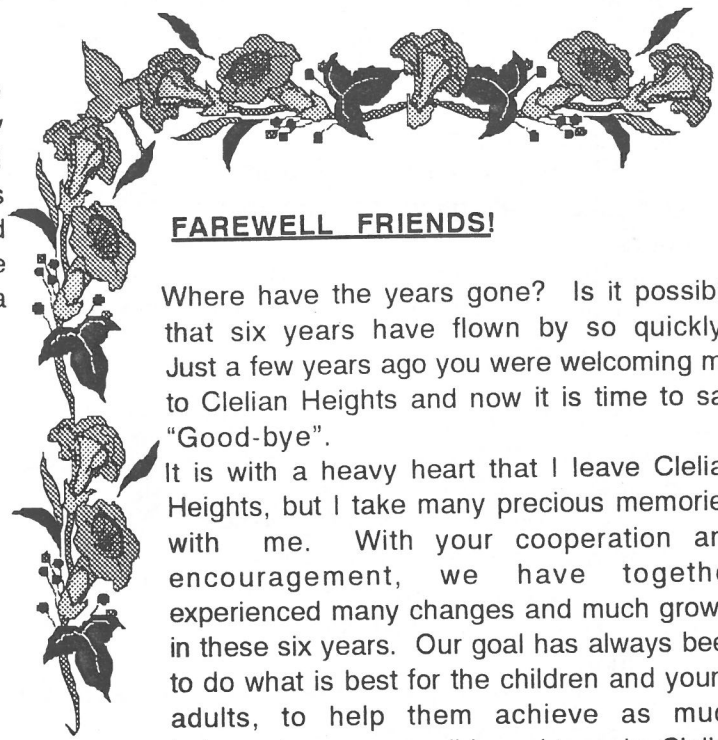 s
d
e
a
FAREWELL FRIENDS!
Where have the years gone? Is it possib
that six years have flown by so quickly
Just a few years ago you were welcoming m
to Clelian Heights and now it is time to sa
“Good-bye”.
It is with a heavy heart that I leave Clelia
Heights, but I take many precious memorie
with me. With your cooperation an
encouragement, we have togethe
experienced many changes and much grow
in these six years. Our goal has always bee
to do what is best for the children and youn
adults, to help them achieve as muc